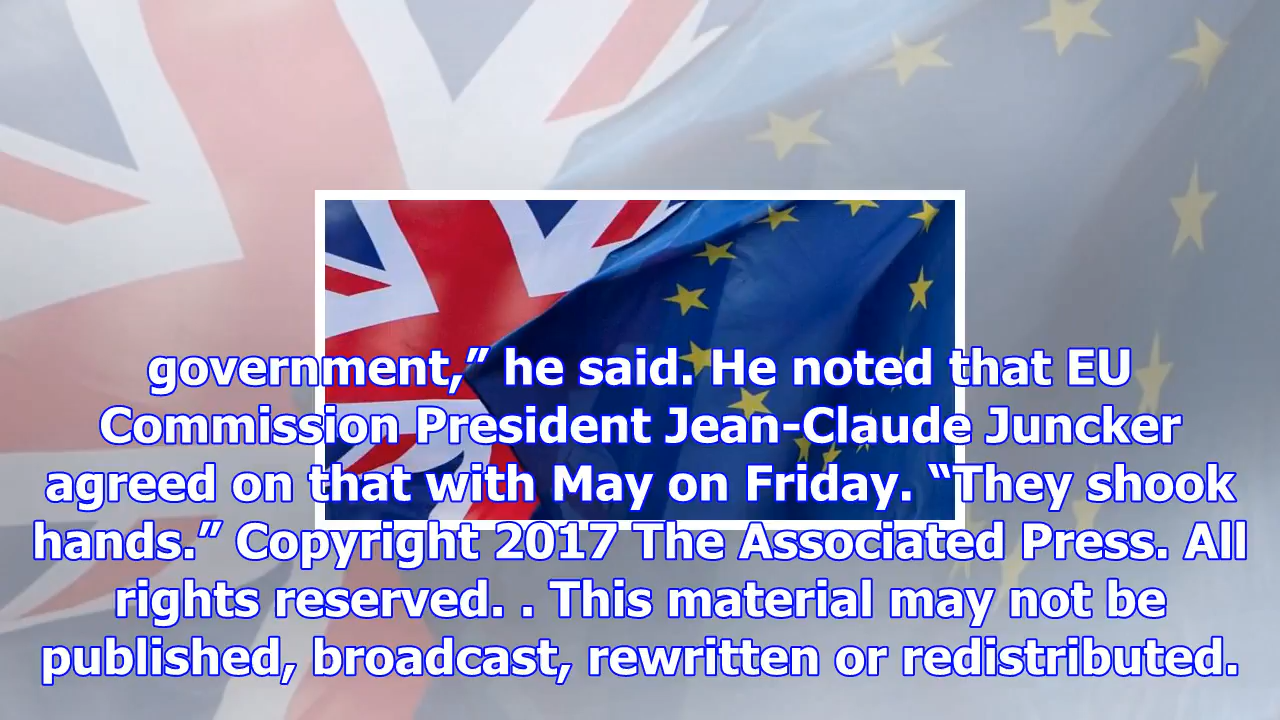 government,” he said. He noted that EU
Commission President Jean-Claude Juncker
agreed on that with May on Friday. “They shook
hands.” Copyright 2017 The Associated Press. All
rights reserved. . This material may not be
published, broadcast, rewritten or redistributed.